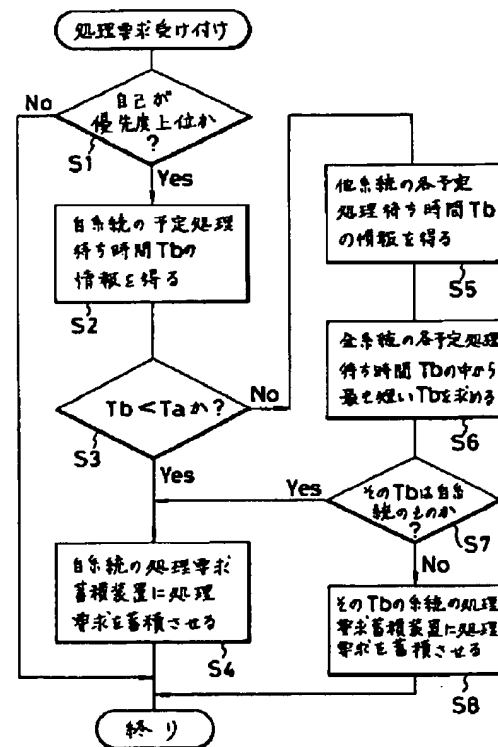 処理要求受け付け
No
自己が
優先度上位か
?
S1
Yes
自系統の予定処理
待ち時間Tbの
情報を得る
S2
Tb<Taか?
No
S3
Yes
自系統の処理要求
蓄積装置に処理
要求を蓄積させる
S4
終り
他系統の各予定
処理待ち時間Tb
の情報を得る
S5
全系統の各予定処理
待ち時間Tbの中から
最も短いTbを求める
S6
Yes
そのTbは自系
統のものか
?
S7
No
そのTbの系統の処理
要求蓄積装置に処理
要求を蓄積させる
S8